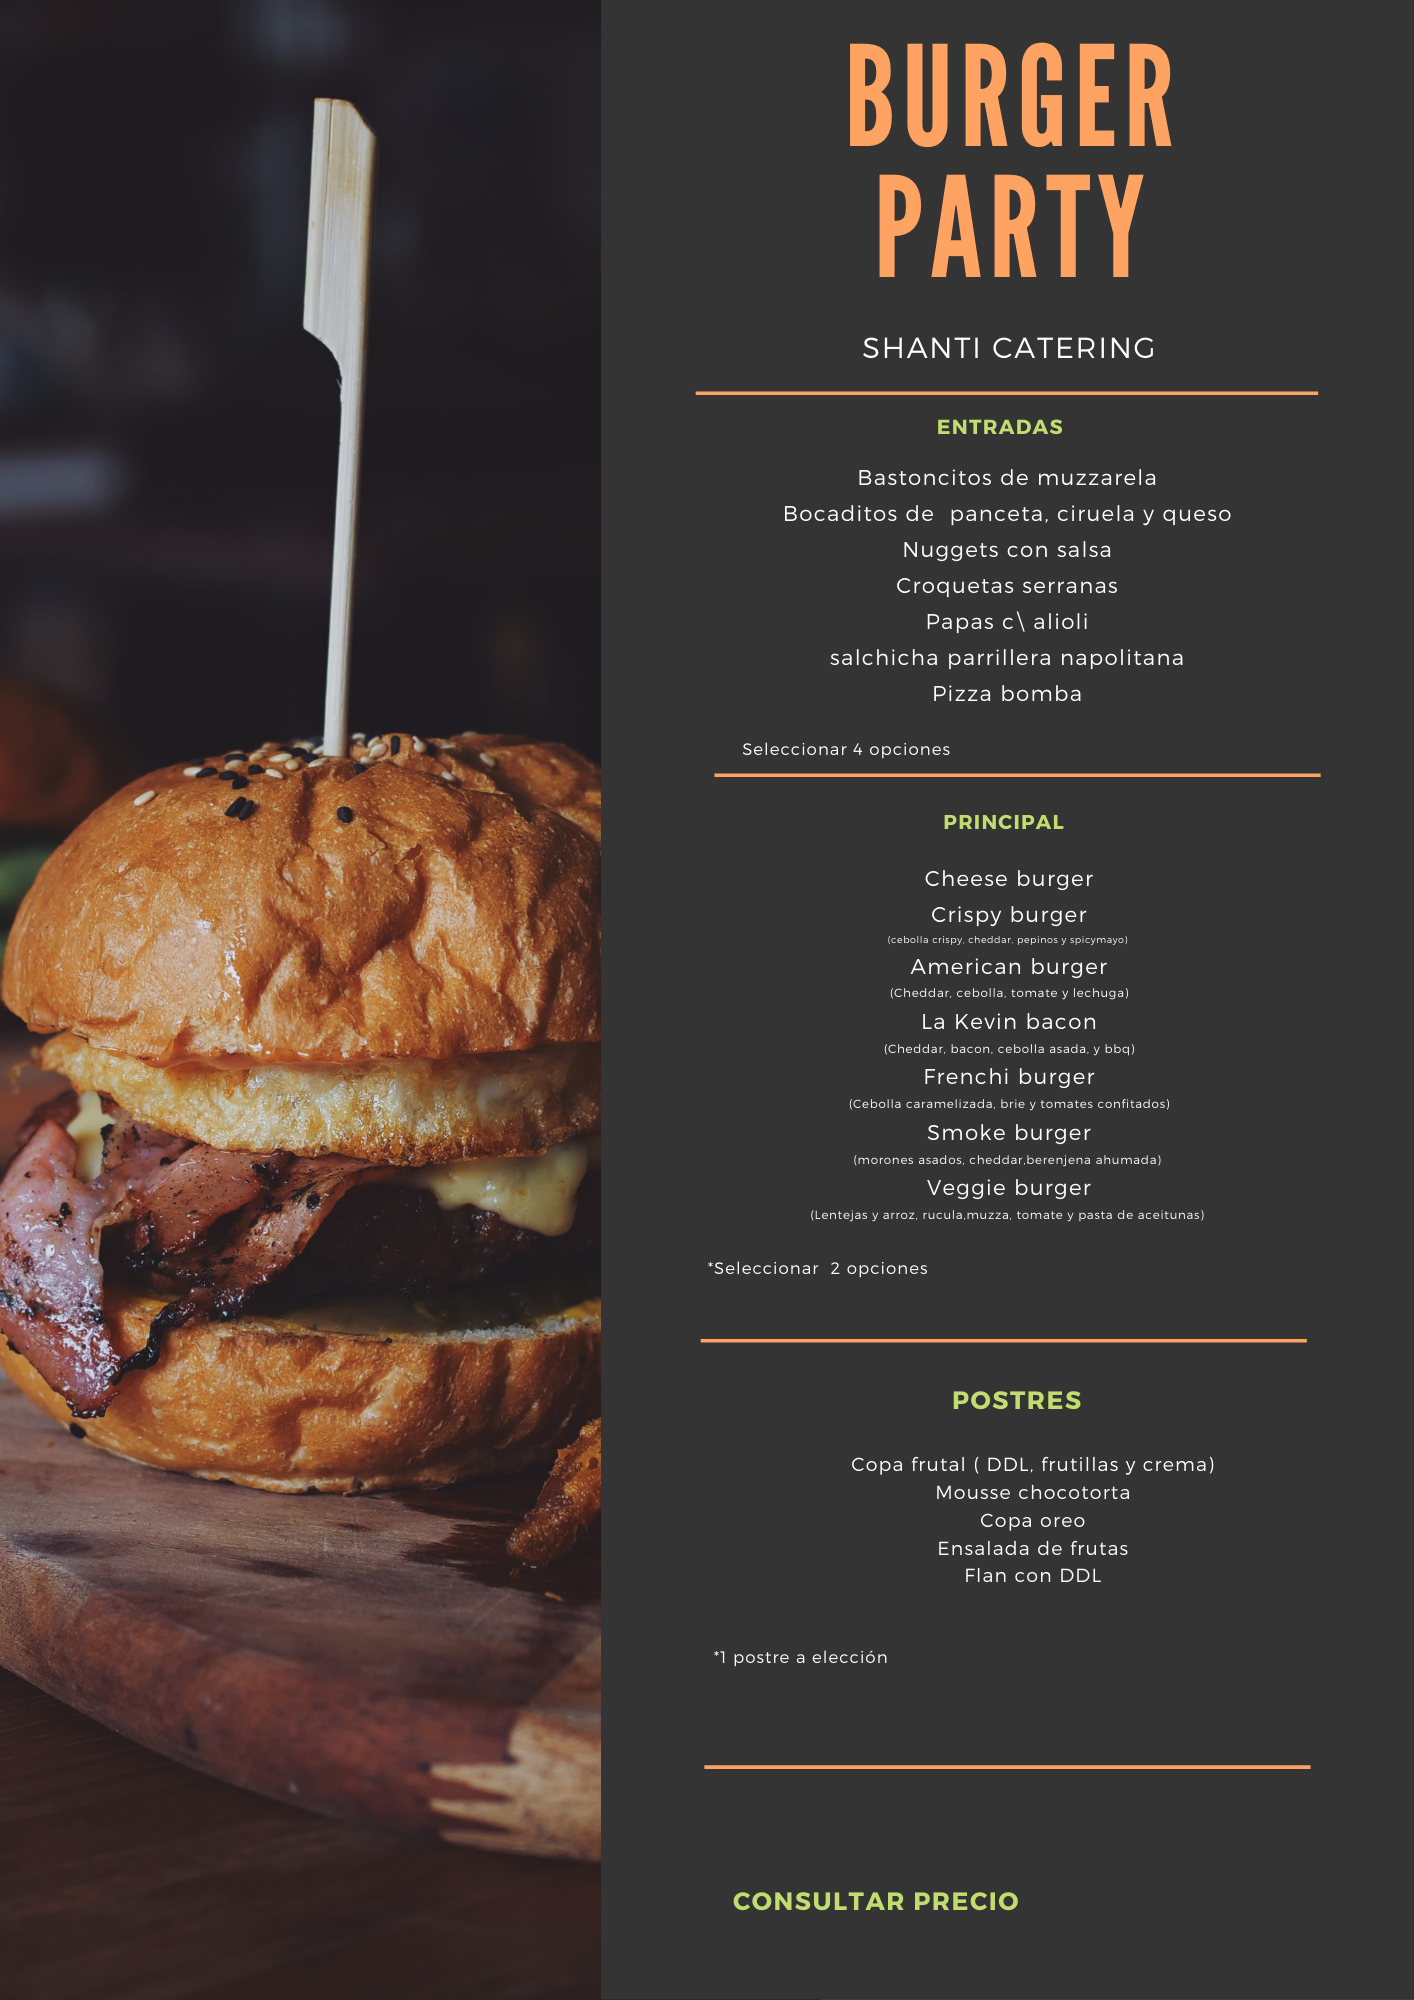 BURGER
PARTY
SHANTI CATERING
ENTRADAS
Bastoncitos de muzzarela
Bocaditos de  panceta, ciruela y queso
Nuggets con salsa
Croquetas serranas
Papas c\ alioli
salchicha parrillera napolitana
Pizza bomba
Seleccionar 4 opciones
PRINCIPAL
Cheese burger
Crispy burger
(cebolla crispy, cheddar, pepinos y spicymayo)
American burger
(Cheddar, cebolla, tomate y lechuga)
La Kevin bacon
(Cheddar, bacon, cebolla asada, y bbq)
Frenchi burger
(Cebolla caramelizada, brie y tomates confitados)
Smoke burger
(morones asados, cheddar,berenjena ahumada)
Veggie burger
(Lentejas y arroz, rucula,muzza, tomate y pasta de aceitunas)
*Seleccionar  2 opciones
POSTRES
Copa frutal ( DDL, frutillas y crema)
Mousse chocotorta
Copa oreo
Ensalada de frutas
Flan con DDL
*1 postre a elección
CONSULTAR PRECIO